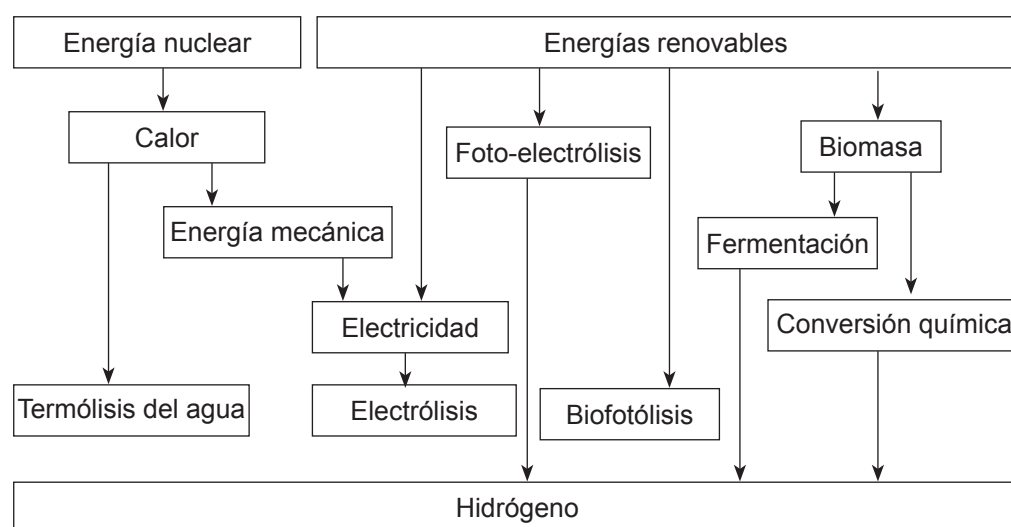 Energía nuclear
Energías renovables
Calor
Foto-electrólisis
Biomasa
Energía mecánica
Fermentación
Electricidad
Conversión química
Termólisis del agua
Electrólisis
Biofotólisis
Hidrógeno